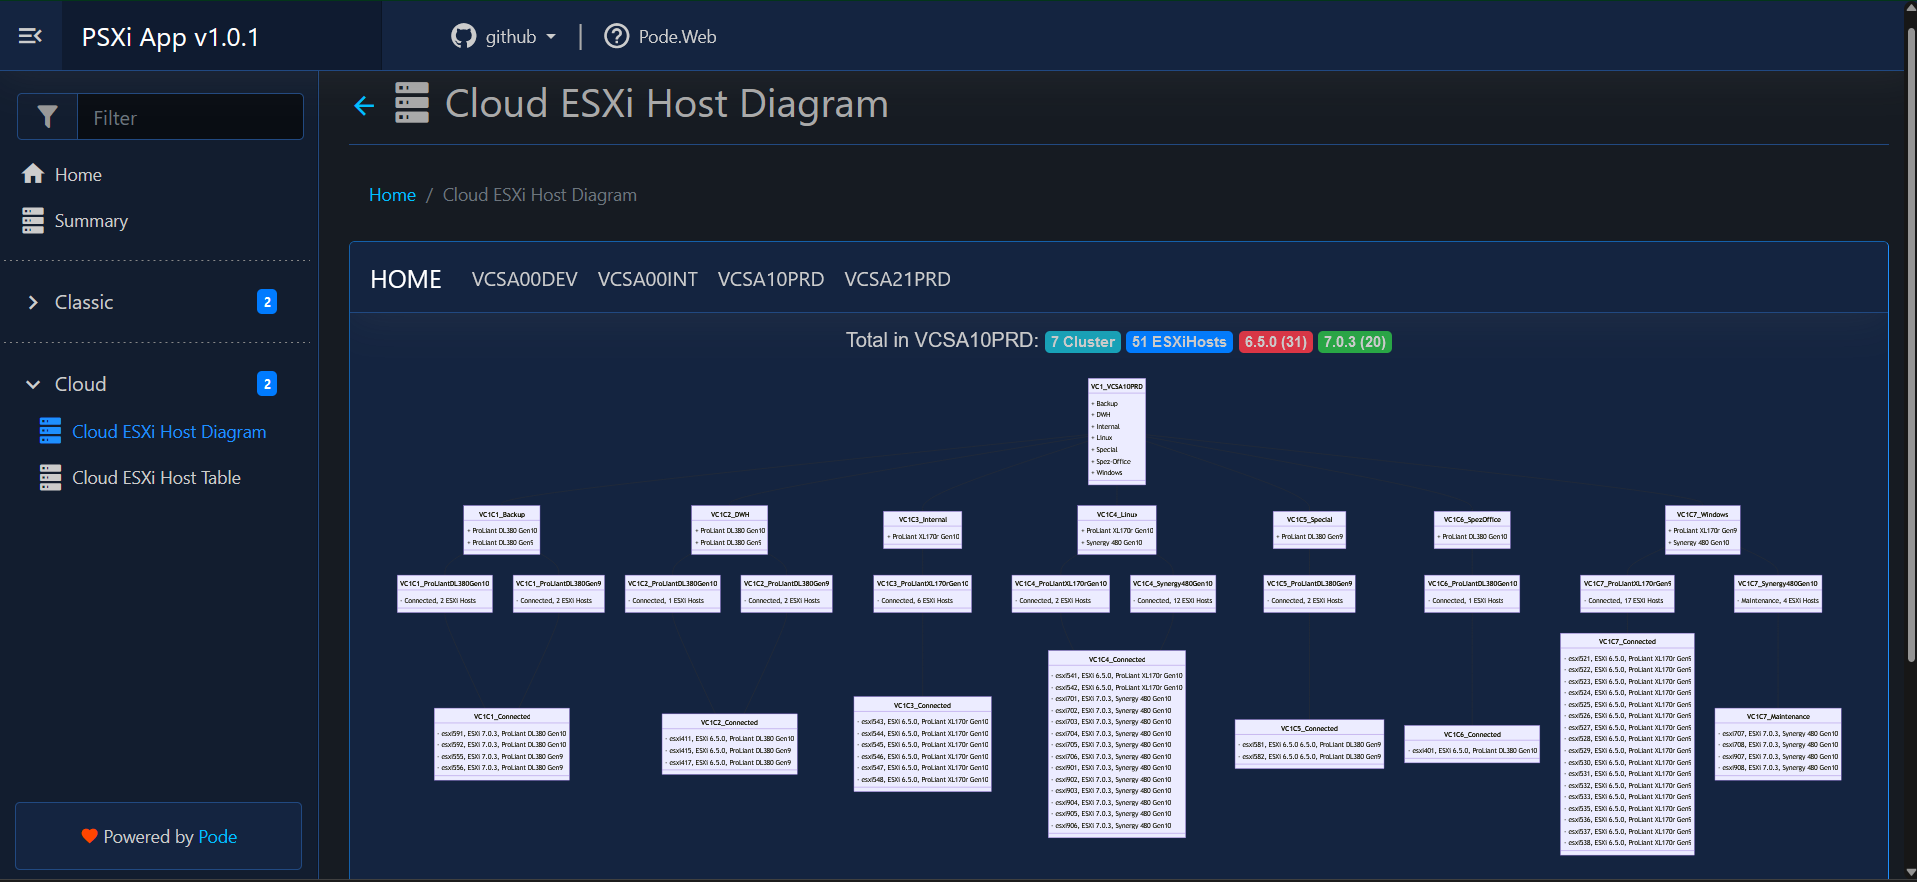 PSXi App v1.0.1
github
Pode.Web
Filter
Home
Summary
Classic 2
Cloud 2
Cloud ESXi Host Diagram
Cloud ESXi Host Table
Powered by Pode
Cloud ESXi Host Diagram
Home / Cloud ESXi Host Diagram
HOME VCSA00DEV VCSA00INT VCSA10PRD VCSA21PRD
Total in VCSA10PRD: 7 Cluster 51 ESXiHosts 6.5.0 (31) 7.0.3 (20)
VC1_VCSA10PRD
+ Backup
+ DWH
+ Internal
+ Linux
+ Special
+ Spez-Office
+ Windows
VC1C1_Backup
+ ProLiant DL380 Gen10
+ ProLiant DL380 Gen9
VC1C2_DWH
+ ProLiant DL380 Gen10
+ ProLiant DL380 Gen9
VC1C3_Internal
+ ProLiant XL170r Gen10
VC1C4_Linux
+ ProLiant XL170r Gen10
+ Synergy 480 Gen10
VC1C5_Special
+ ProLiant DL380 Gen9
VC1C6_SpezOffice
+ ProLiant DL380 Gen10
VC1C7_Windows
+ ProLiant XL170r Gen9
+ Synergy 480 Gen10
VC1C1_ProLiantDL380Gen10
- Connected, 2 ESXi Hosts
VC1C1_ProLiantDL380Gen9
- Connected, 2 ESXi Hosts
VC1C2_ProLiantDL380Gen10
- Connected, 1 ESXi Hosts
VC1C2_ProLiantDL380Gen9
- Connected, 2 ESXi Hosts
VC1C3_ProLiantXL170rGen10
- Connected, 6 ESXi Hosts
VC1C4_ProLiantXL170rGen10
- Connected, 2 ESXi Hosts
VC1C4_Synergy480Gen10
- Connected, 12 ESXi Hosts
VC1C5_ProLiantDL380Gen9
- Connected, 2 ESXi Hosts
VC1C6_ProLiantDL380Gen10
- Connected, 1 ESXi Hosts
VC1C7_ProLiantXL170rGen9
- Connected, 17 ESXi Hosts
VC1C7_Synergy480Gen10
- Maintenance, 4 ESXi Hosts
VC1C1_Connected
- esxi591, ESXi 7.0.3, ProLiant DL380 Gen10
- esxi592, ESXi 7.0.3, ProLiant DL380 Gen10
- esxi555, ESXi 7.0.3, ProLiant DL380 Gen9
- esxi556, ESXi 7.0.3, ProLiant DL380 Gen9
VC1C2_Connected
- esxi411, ESXi 6.5.0, ProLiant DL380 Gen10
- esxi415, ESXi 6.5.0, ProLiant DL380 Gen9
- esxi417, ESXi 6.5.0, ProLiant DL380 Gen9
VC1C3_Connected
- esxi543, ESXi 6.5.0, ProLiant XL170r Gen10
- esxi544, ESXi 6.5.0, ProLiant XL170r Gen10
- esxi545, ESXi 6.5.0, ProLiant XL170r Gen10
- esxi546, ESXi 6.5.0, ProLiant XL170r Gen10
- esxi547, ESXi 6.5.0, ProLiant XL170r Gen10
- esxi548, ESXi 6.5.0, ProLiant XL170r Gen10
VC1C4_Connected
- esxi541, ESXi 6.5.0, ProLiant XL170r Gen10
- esxi542, ESXi 6.5.0, ProLiant XL170r Gen10
- esxi701, ESXi 7.0.3, Synergy 480 Gen10
- esxi702, ESXi 7.0.3, Synergy 480 Gen10
- esxi703, ESXi 7.0.3, Synergy 480 Gen10
- esxi704, ESXi 7.0.3, Synergy 480 Gen10
- esxi705, ESXi 7.0.3, Synergy 480 Gen10
- esxi706, ESXi 7.0.3, Synergy 480 Gen10
- esxi901, ESXi 7.0.3, Synergy 480 Gen10
- esxi902, ESXi 7.0.3, Synergy 480 Gen10
- esxi903, ESXi 7.0.3, Synergy 480 Gen10
- esxi904, ESXi 7.0.3, Synergy 480 Gen10
- esxi905, ESXi 7.0.3, Synergy 480 Gen10
- esxi906, ESXi 7.0.3, Synergy 480 Gen10
VC1C5_Connected
- esxi581, ESXi 6.5.0 6.5.0, ProLiant DL380 Gen9
- esxi582, ESXi 6.5.0 6.5.0, ProLiant DL380 Gen9
VC1C6_Connected
- esxi401, ESXi 6.5.0, ProLiant DL380 Gen10
VC1C7_Connected
- esxi521, ESXi 6.5.0, ProLiant XL170r Gen9
- esxi522, ESXi 6.5.0, ProLiant XL170r Gen9
- esxi523, ESXi 6.5.0, ProLiant XL170r Gen9
- esxi524, ESXi 6.5.0, ProLiant XL170r Gen9
- esxi525, ESXi 6.5.0, ProLiant XL170r Gen9
- esxi526, ESXi 6.5.0, ProLiant XL170r Gen9
- esxi527, ESXi 6.5.0, ProLiant XL170r Gen9
- esxi528, ESXi 6.5.0, ProLiant XL170r Gen9
- esxi529, ESXi 6.5.0, ProLiant XL170r Gen9
- esxi530, ESXi 6.5.0, ProLiant XL170r Gen9
- esxi531, ESXi 6.5.0, ProLiant XL170r Gen9
- esxi532, ESXi 6.5.0, ProLiant XL170r Gen9
- esxi533, ESXi 6.5.0, ProLiant XL170r Gen9
- esxi535, ESXi 6.5.0, ProLiant XL170r Gen9
- esxi536, ESXi 6.5.0, ProLiant XL170r Gen9
- esxi537, ESXi 6.5.0, ProLiant XL170r Gen9
- esxi538, ESXi 6.5.0, ProLiant XL170r Gen9
VC1C7_Maintenance
- esxi707, ESXi 7.0.3, Synergy 480 Gen10
- esxi708, ESXi 7.0.3, Synergy 480 Gen10
- esxi907, ESXi 7.0.3, Synergy 480 Gen10
- esxi908, ESXi 7.0.3, Synergy 480 Gen10